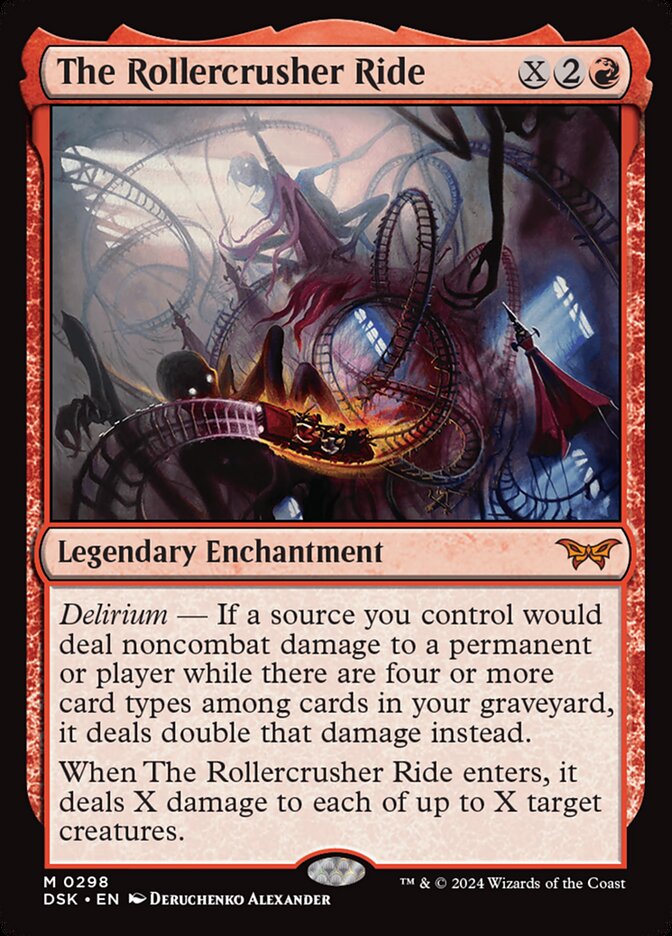 The Rollercrusher Ride X2
Legendary Enchantment
Delirium — If a source you control would
deal noncombat damage to a permanent
or player while there are four or more
card types among cards in your graveyard,
it deals double that damage instead.
When The Rollercrusher Ride enters, it
deals X damage to each of up to X target
creatures.
M 0298
DSK • EN Deruchenko Alexander
™ & © 2024 Wizards of the Coast